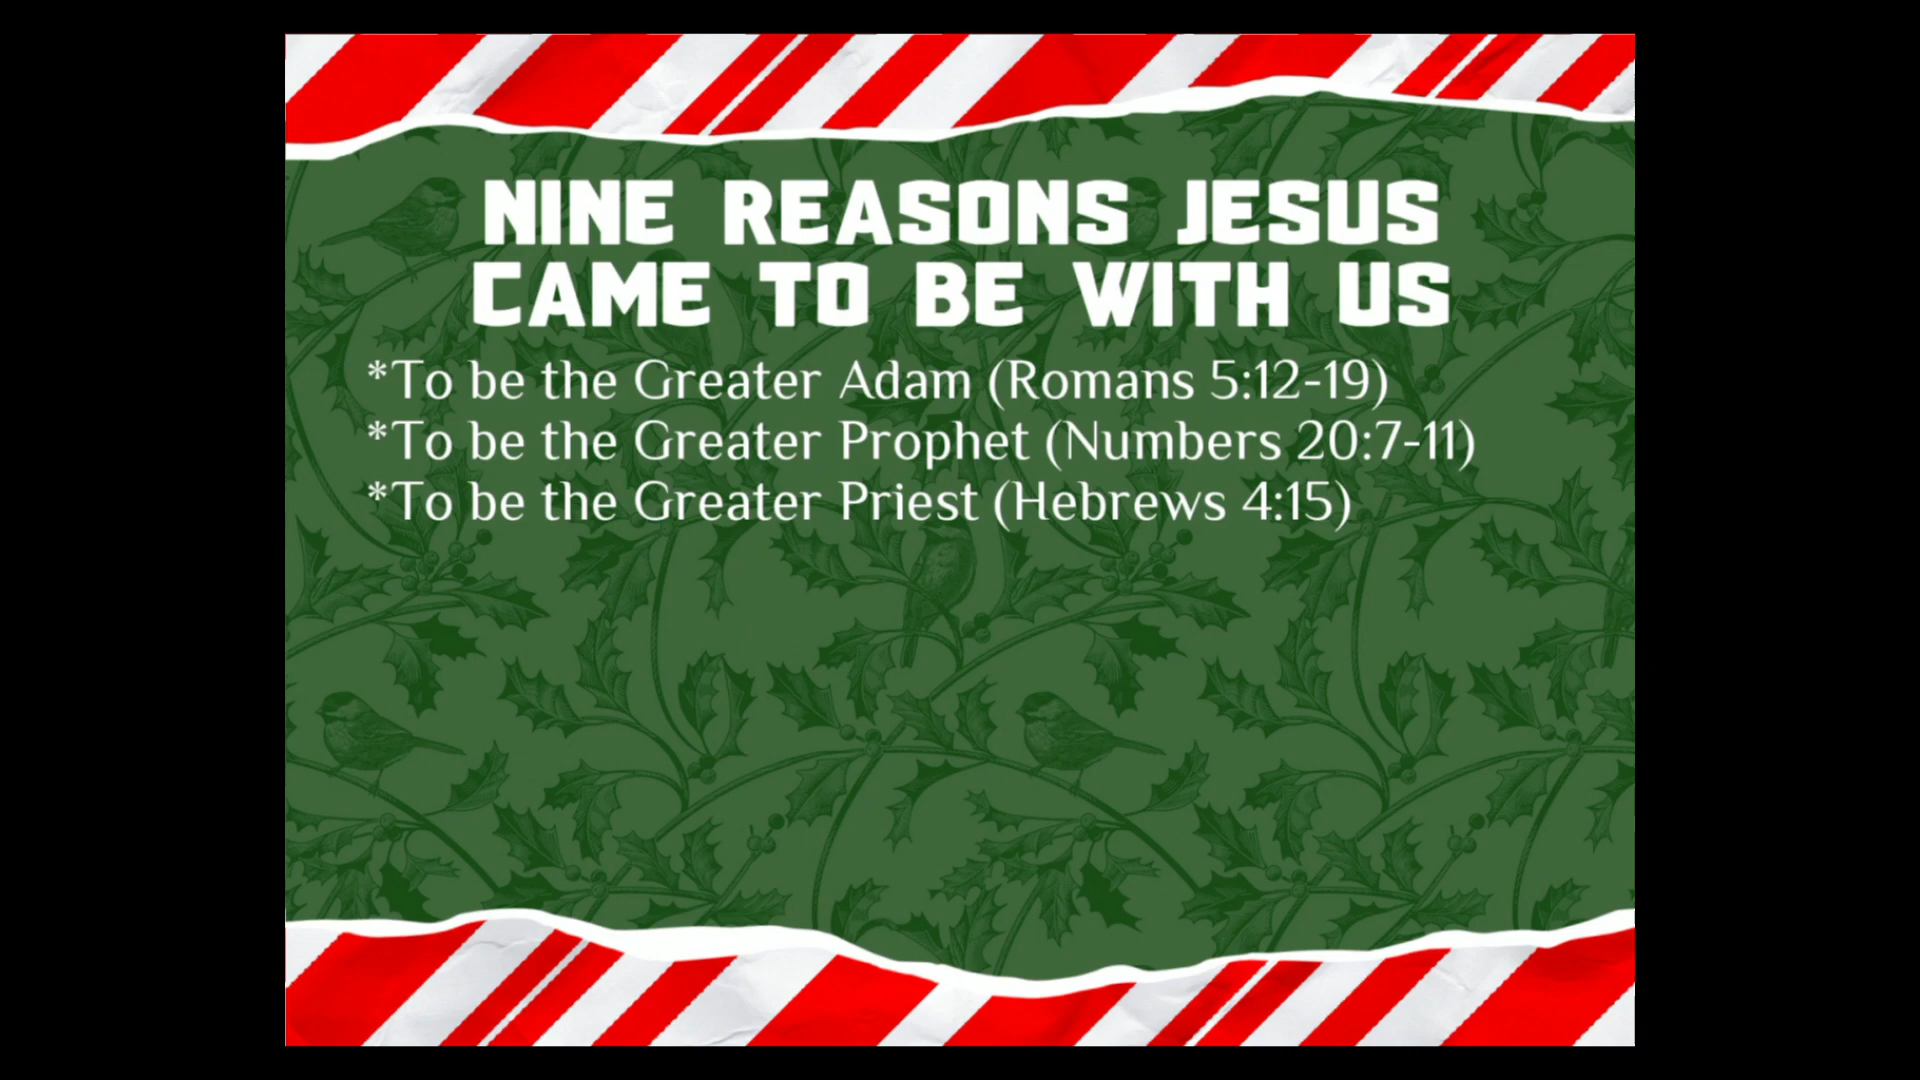 NINE REASONS JESUS
CAME TO BE WITH US
*To be the Greater Adam (Romans 5:12-19)
*To be the Greater Prophet (Numbers 20:7-11)
*To be the Greater Priest (Hebrews 4:15)